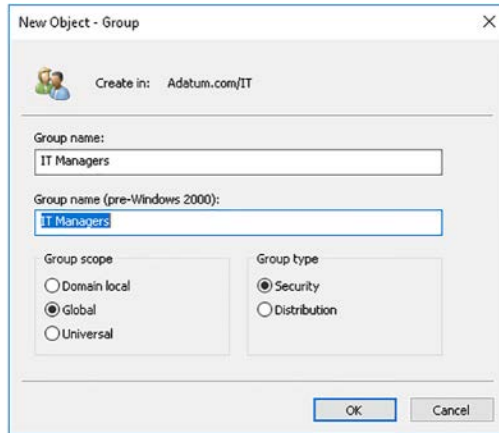 New Object - Group
Create in: Adatum.com/IT
Group name:
IT Managers
Group name (pre-Windows 2000):
IT Managers
Group scope
Domain local
Global
Universal
Group type
Security
Distribution
OK
Cancel